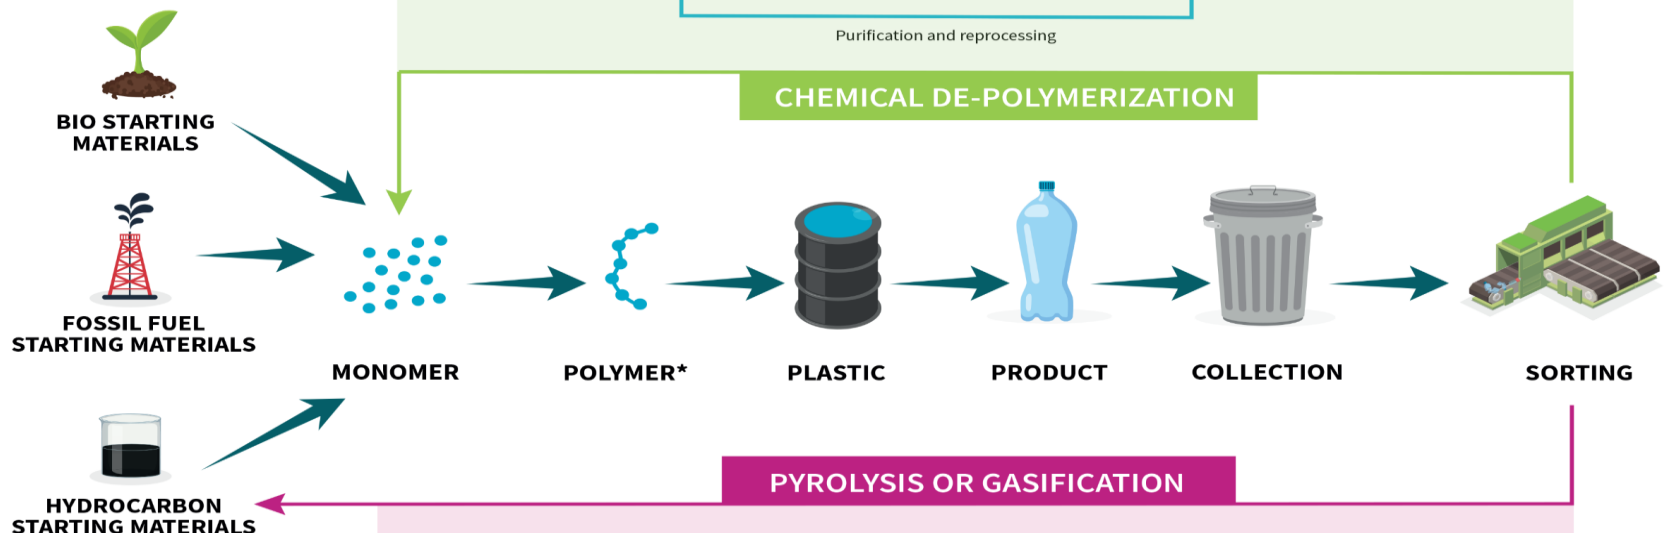 Purification and reprocessing
CHEMICAL DE-POLYMERIZATION
BIO STARTING
MATERIALS
FOSSIL FUEL
STARTING MATERIALS
MONOMER
POLYMER*
PLASTIC
PRODUCT
COLLECTION
SORTING
PYROLYSIS OR GASIFICATION
HYDROCARBON
STARTING MATERIALS